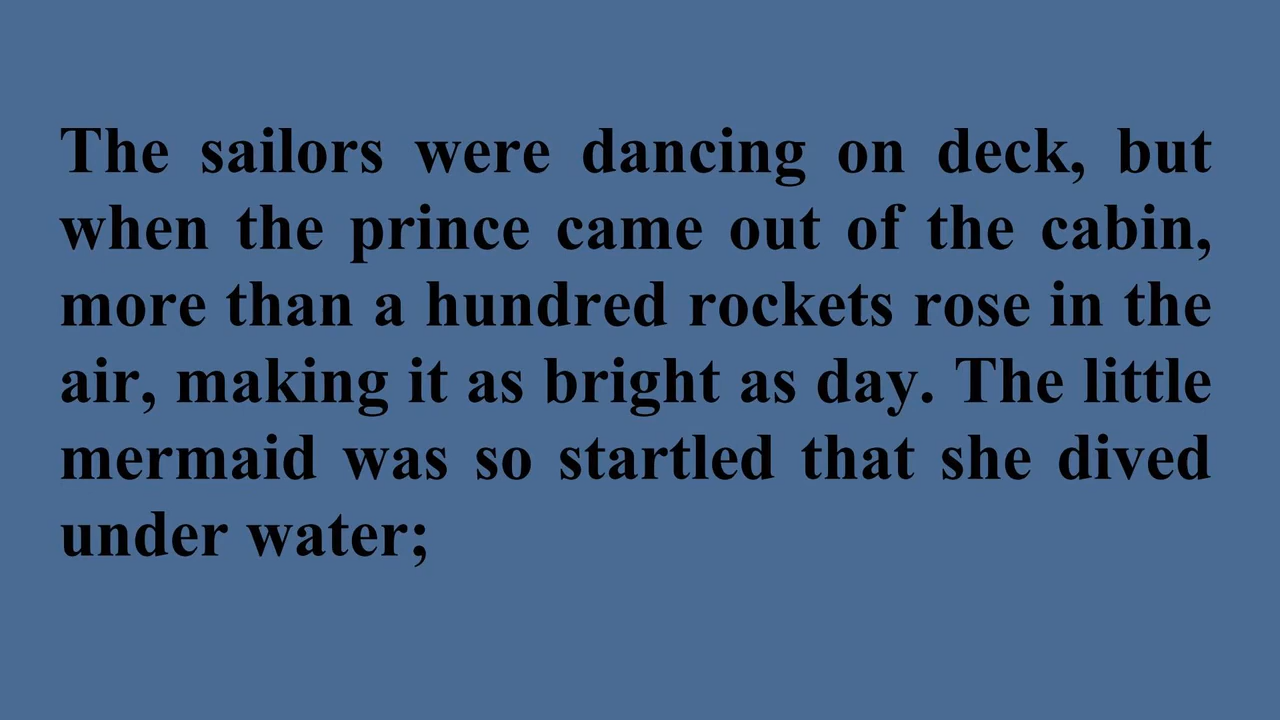 The sailors were dancing on deck, but
when the prince came out of the cabin,
more than a hundred rockets rose in the
air, making it as bright as day. The little
mermaid was so startled that she dived
under water;